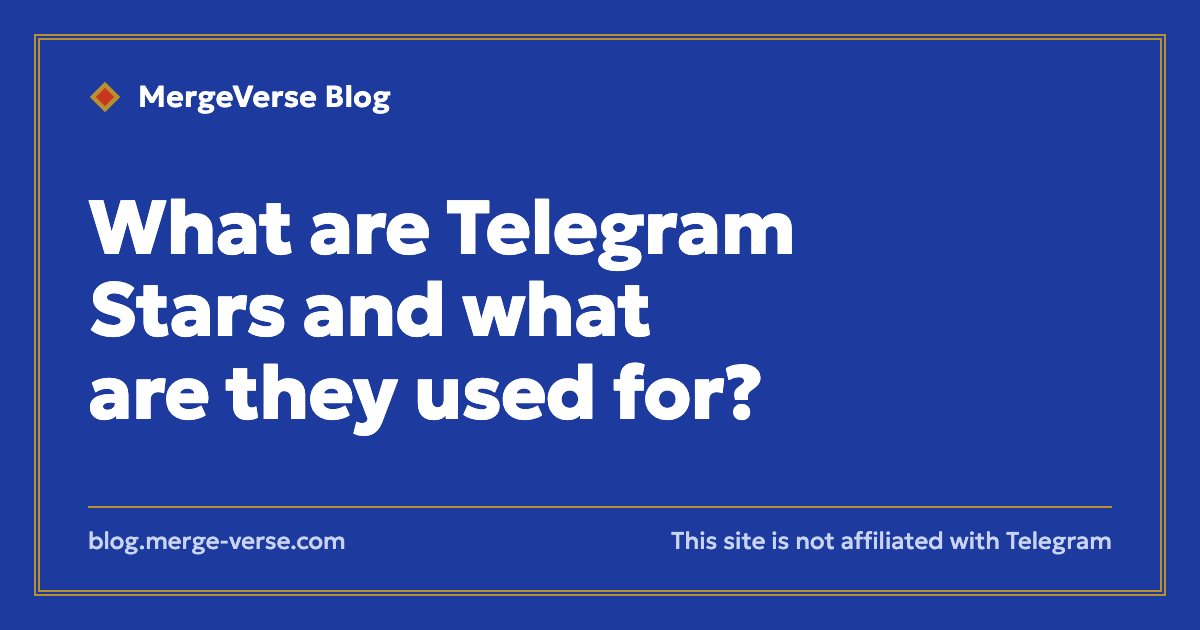 MergeVerse Blog
What are Telegram
Stars and what
are they used for?
blog.merge-verse.com
This site is not affiliated with Telegram